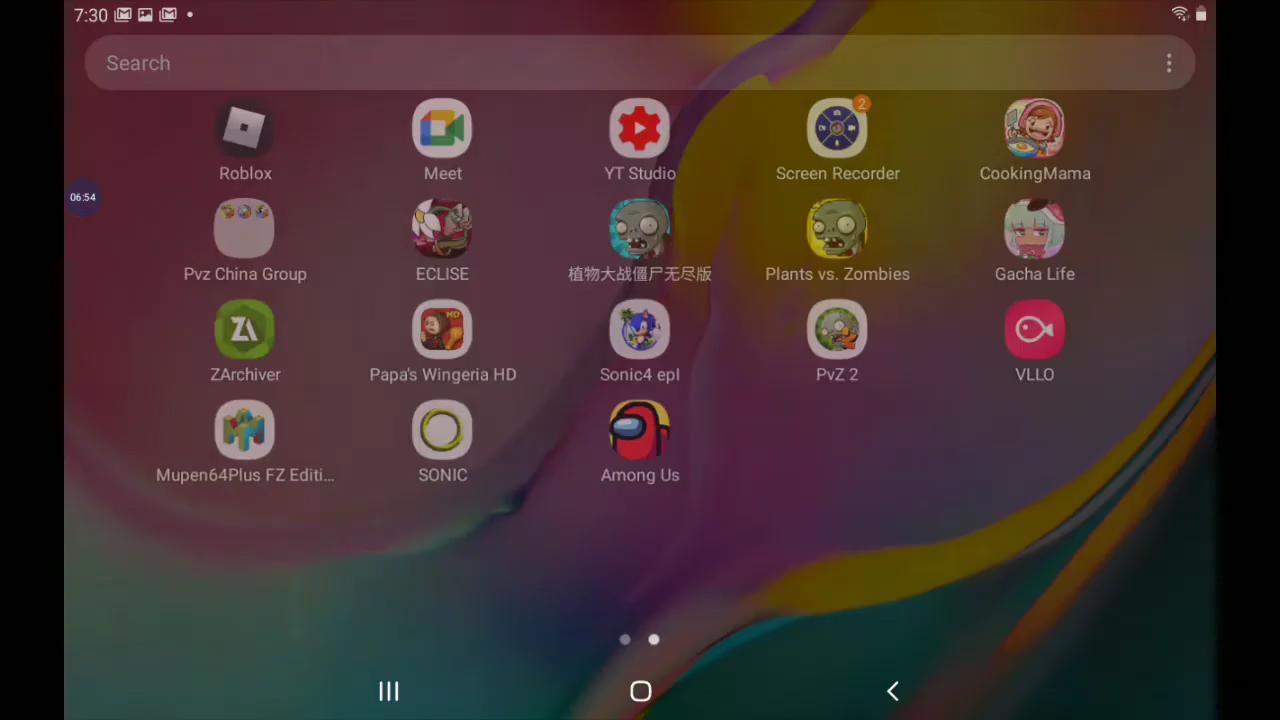 7:30
Search
2
Roblox
Meet
YT Studio
Screen Recorder
CookingMama
06:54
Pvz China Group
ECLISE
植物大战僵尸无尽版
Plants vs. Zombies
Gacha Life
ZA
HD
ZArchiver
Papa's Wingeria HD
Sonic4 epI
PvZ 2
VLLO
Mupen64Plus FZ Editi...
SONIC
Among Us